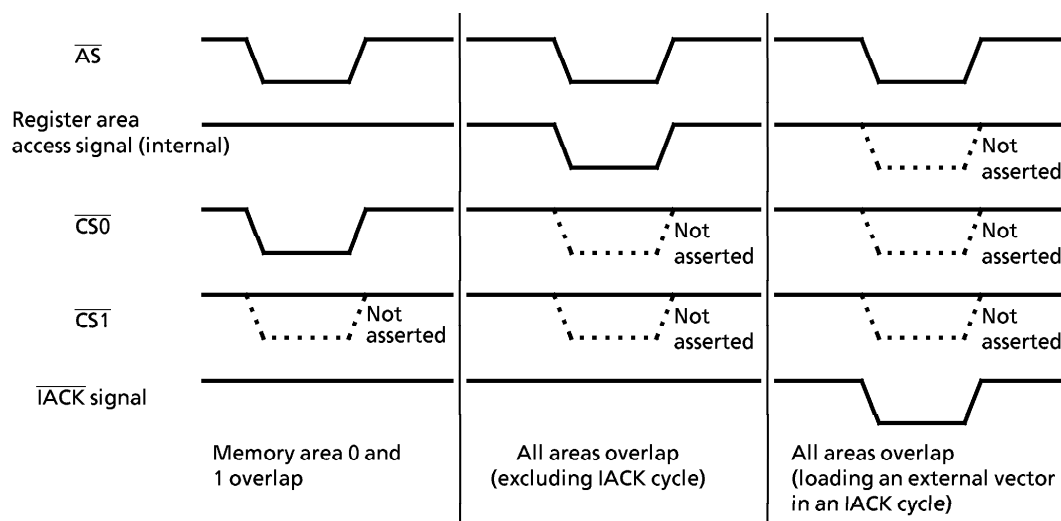 AS
Register area
access signal (internal)
Not
asserted
CS0
Not
asserted
Not
asserted
CS1
Not
asserted
Not
asserted
Not
asserted
IACK signal
Memory area 0 and
1 overlap
All areas overlap
(excluding IACK cycle)
All areas overlap
(loading an external vector
in an IACK cycle)